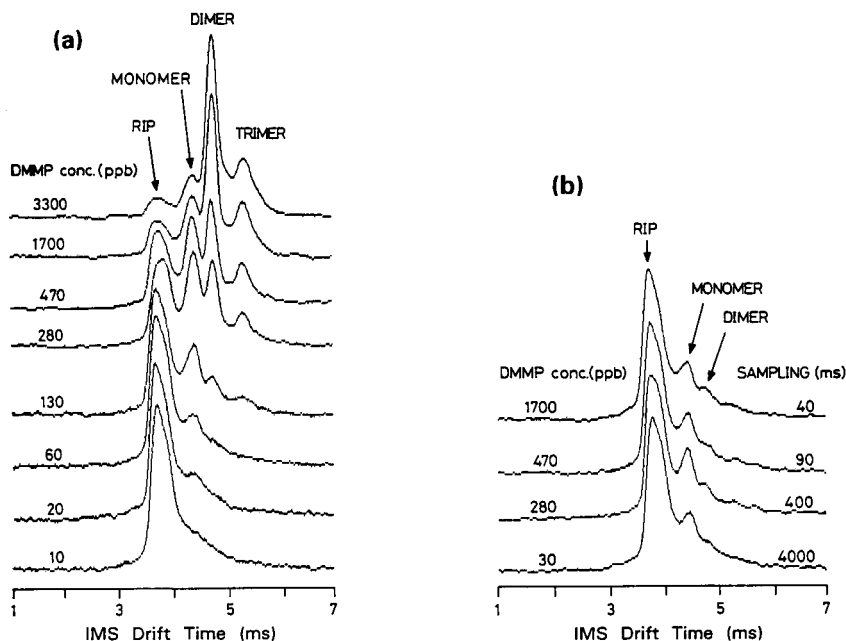 (a)
DIMER
MONOMER
RIP
TRIMER
DMMP conc.(ppb)
3300
1700
470
280
130
60
20
10
1 3 5 7
IMS Drift Time (ms)
(b)
RIP
MONOMER
DIMER
DMMP conc.(ppb) SAMPLING (ms)
1700 40
470 90
280 400
30 4000
1 3 5 7
IMS Drift Time (ms)